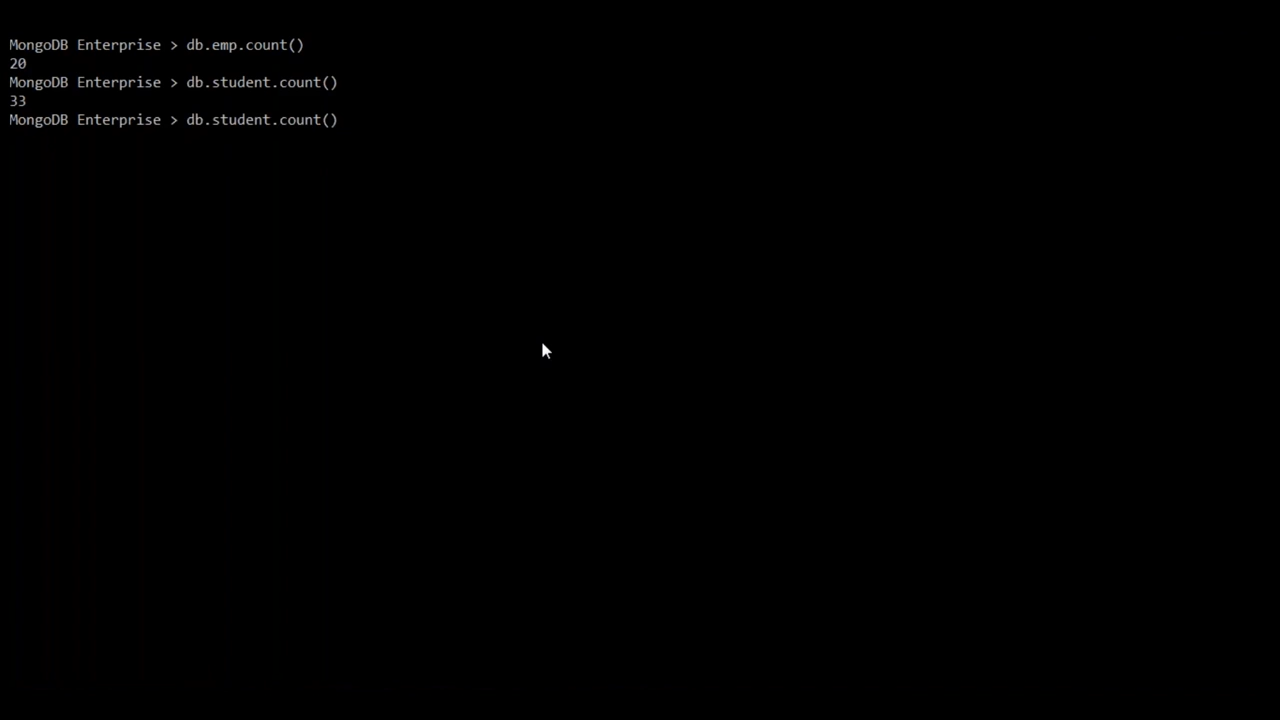 MongoDB Enterprise > db.emp.count()
20
MongoDB Enterprise > db.student.count()
33
MongoDB Enterprise > db.student.count()